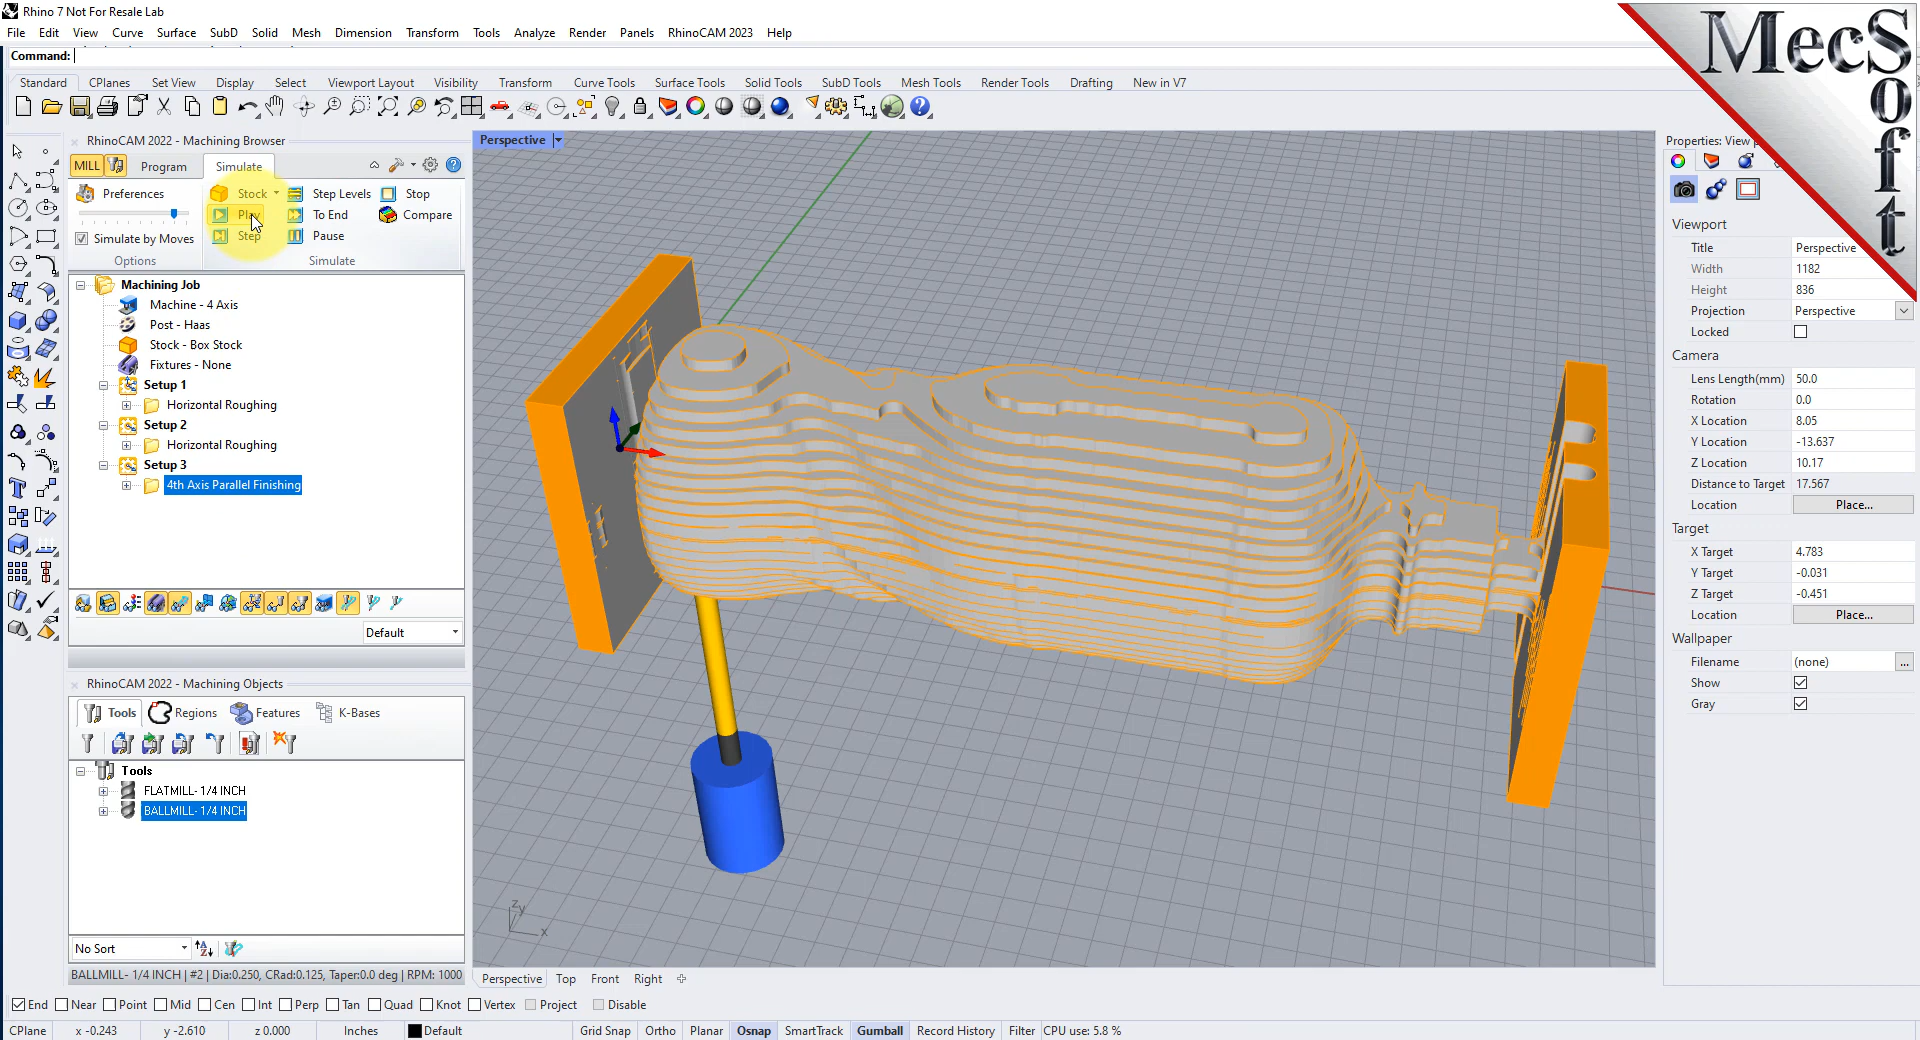 Rhino 7 Not For Resale Lab
File Edit View Curve Surface SubD Solid Mesh Dimension Transform Tools Analyze Render Panels RhinoCAM 2023 Help
Command:
Standard CPlanes Set View Display Select Viewport Layout Visibility Transform Curve Tools Surface Tools Solid Tools SubD Tools Mesh Tools Render Tools Drafting New in V7
MecSoft
RhinoCAM 2022 - Machining Browser
MILL Program Simulate
Preferences Stock Step Levels Stop
Play To End Compare
Simulate by Moves Step Pause
Options Simulate
Machining Job
Machine - 4 Axis
Post - Haas
Stock - Box Stock
Fixtures - None
Setup 1
Horizontal Roughing
Setup 2
Horizontal Roughing
Setup 3
4th Axis Parallel Finishing
Default
RhinoCAM 2022 - Machining Objects
Tools Regions Features K-Bases
Tools
FLATMILL- 1/4 INCH
BALLMILL- 1/4 INCH
No Sort
BALLMILL- 1/4 INCH | #2 | Dia:0.250, CRad:0.125, Taper:0.0 deg | RPM: 1000
Perspective
z y x
Perspective Top Front Right
Properties: View
Viewport
Title Perspective
Width 1182
Height 836
Projection Perspective
Locked
Camera
Lens Length(mm) 50.0
Rotation 0.0
X Location 8.05
Y Location -13.637
Z Location 10.17
Distance to Target 17.567
Location Place...
Target
X Target 4.783
Y Target -0.031
Z Target -0.451
Location Place...
Wallpaper
Filename (none) ...
Show
Gray
End Near Point Mid Cen Int Perp Tan Quad Knot Vertex Project Disable
CPlane x -0.243 y -2.610 z 0.000 Inches Default Grid Snap Ortho Planar Osnap SmartTrack Gumball Record History Filter CPU use: 5.8 %